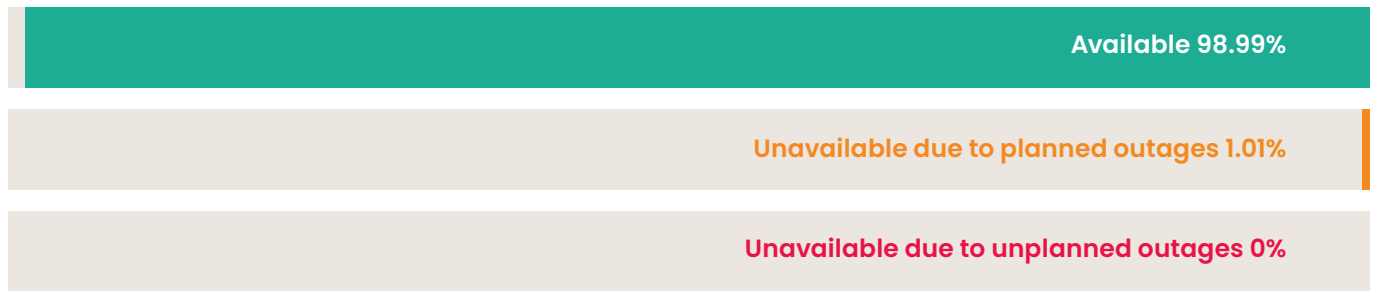 Available 98.99%
Unavailable due to planned outages 1.01%
Unavailable due to unplanned outages 0%